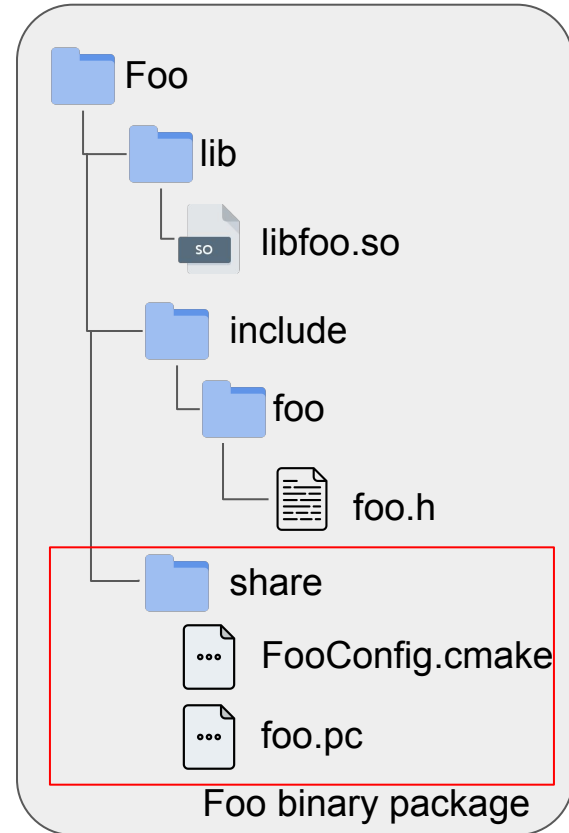 Foo
lib
SO
libfoo.so
include
foo
foo.h
share
FooConfig.cmake
foo.pc
Foo binary package